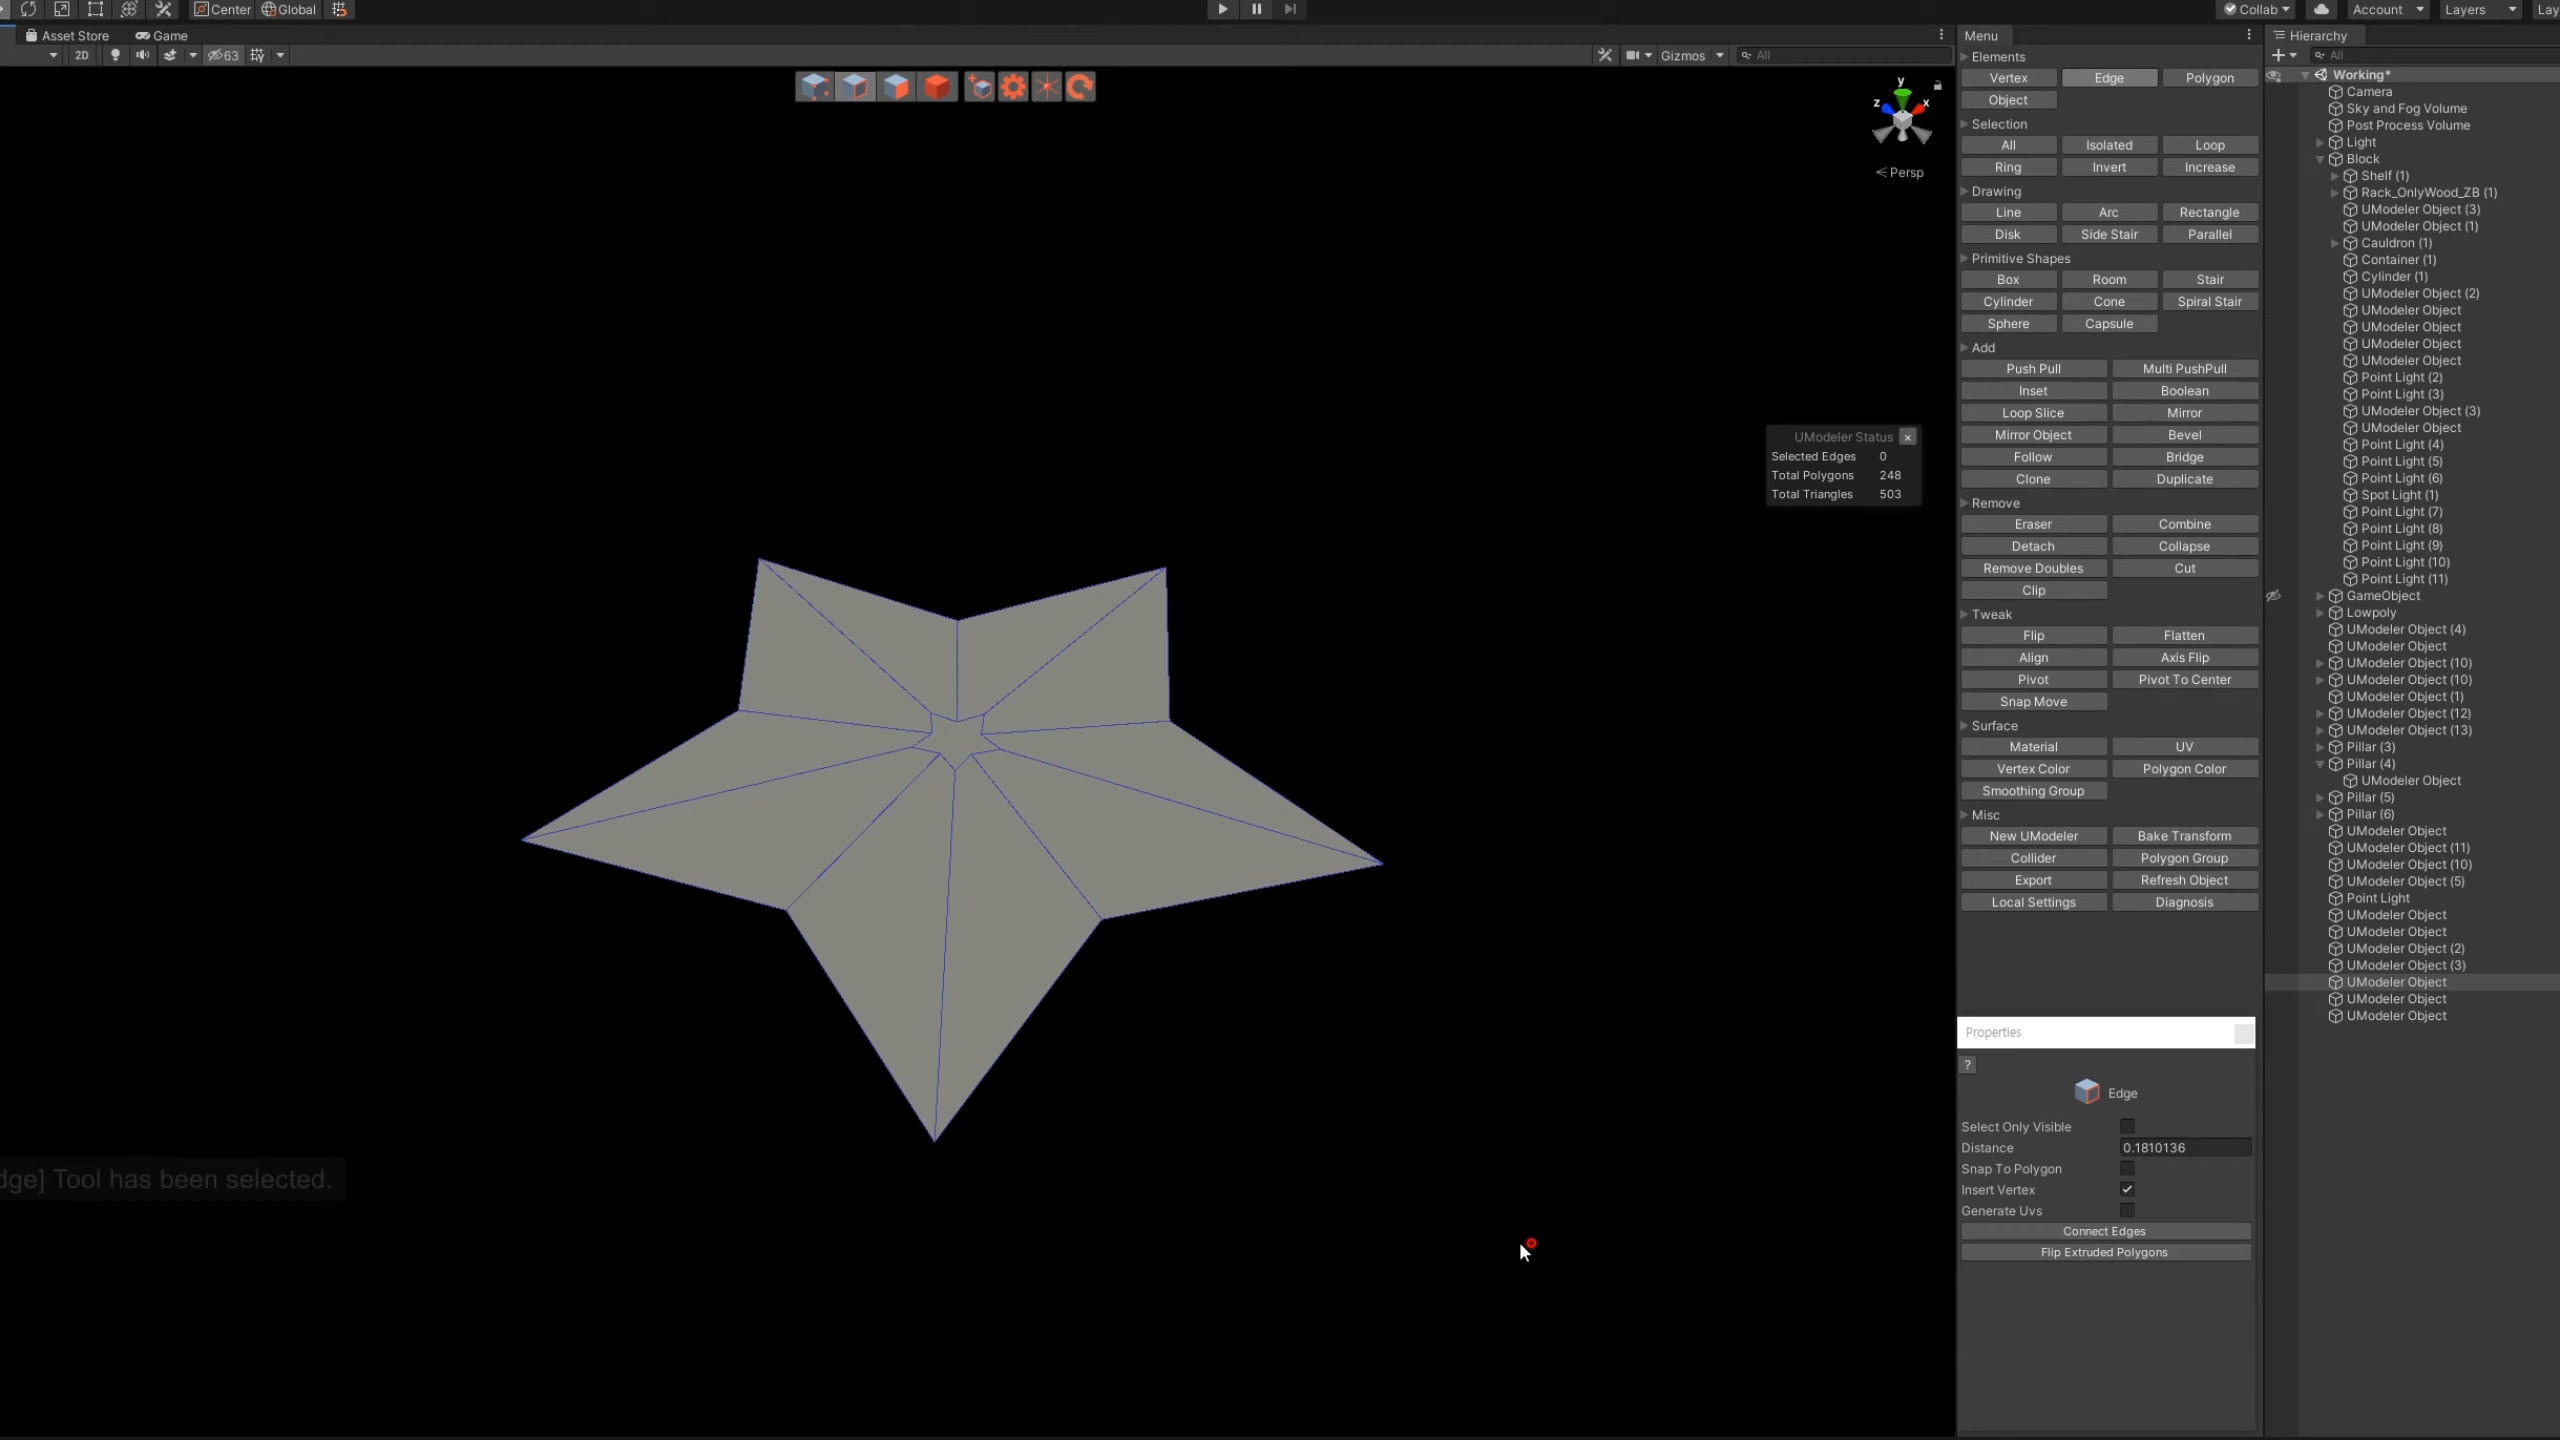 Center
Global
Collab
Account
Layers
Lay
Asset Store
Game
2D
63
Gizmos
All
y
z
x
Persp
UModeler Status
Selected Edges 0
Total Polygons 248
Total Triangles 503
dge] Tool has been selected.
Menu
Elements
Vertex Edge Polygon
Object
Selection
All Isolated Loop
Ring Invert Increase
Drawing
Line Arc Rectangle
Disk Side Stair Parallel
Primitive Shapes
Box Room Stair
Cylinder Cone Spiral Stair
Sphere Capsule
Add
Push Pull Multi PushPull
Inset Boolean
Loop Slice Mirror
Mirror Object Bevel
Follow Bridge
Clone Duplicate
Remove
Eraser Combine
Detach Collapse
Remove Doubles Cut
Clip
Tweak
Flip Flatten
Align Axis Flip
Pivot Pivot To Center
Snap Move
Surface
Material UV
Vertex Color Polygon Color
Smoothing Group
Misc
New UModeler Bake Transform
Collider Polygon Group
Export Refresh Object
Local Settings Diagnosis
Properties
?
Edge
Select Only Visible
Distance 0.1810136
Snap To Polygon
Insert Vertex
Generate Uvs
Connect Edges
Flip Extruded Polygons
Hierarchy
All
Working*
Camera
Sky and Fog Volume
Post Process Volume
Light
Block
Shelf (1)
Rack_OnlyWood_ZB (1)
UModeler Object (3)
UModeler Object (1)
Cauldron (1)
Container (1)
Cylinder (1)
UModeler Object (2)
UModeler Object
UModeler Object
UModeler Object
UModeler Object
Point Light (2)
Point Light (3)
UModeler Object (3)
UModeler Object
Point Light (4)
Point Light (5)
Point Light (6)
Spot Light (1)
Point Light (7)
Point Light (8)
Point Light (9)
Point Light (10)
Point Light (11)
GameObject
Lowpoly
UModeler Object (4)
UModeler Object
UModeler Object (10)
UModeler Object (10)
UModeler Object (1)
UModeler Object (12)
UModeler Object (13)
Pillar (3)
Pillar (4)
UModeler Object
Pillar (5)
Pillar (6)
UModeler Object
UModeler Object (11)
UModeler Object (10)
UModeler Object (5)
Point Light
UModeler Object
UModeler Object
UModeler Object (2)
UModeler Object (3)
UModeler Object
UModeler Object
UModeler Object